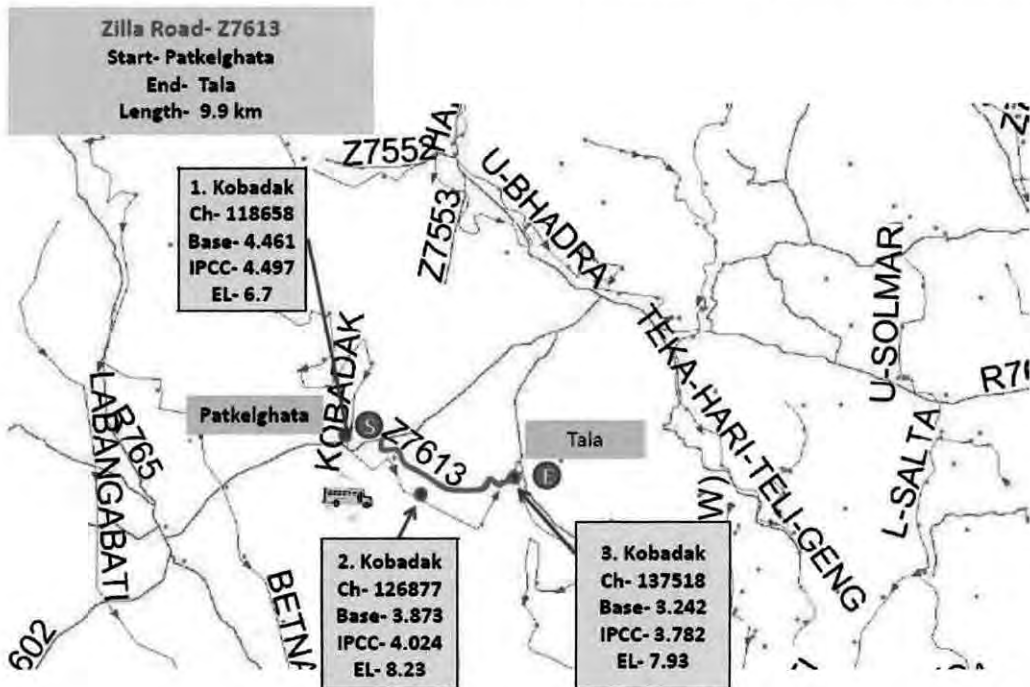 Zilla Road- Z7613
Start- Patkelghata
End- Tala
Length- 9.9 km
Z7552
HA
Z7553
U-BHADRA
1. Kobadak
Ch- 118658
Base- 4.461
IPCC- 4.497
EL- 6.7
KOBADAK
TEKA-HARI-TELI-GENG
U-SOLMAR
R76
L-SALTA
LABANGABATI
R765
Patkelghata
S
Z7613
Tala
2. Kobadak
Ch- 126877
Base- 3.873
IPCC- 4.024
EL- 8.23
3. Kobadak
Ch- 137518
Base- 3.242
IPCC- 3.782
EL- 7.93
BETNA
602